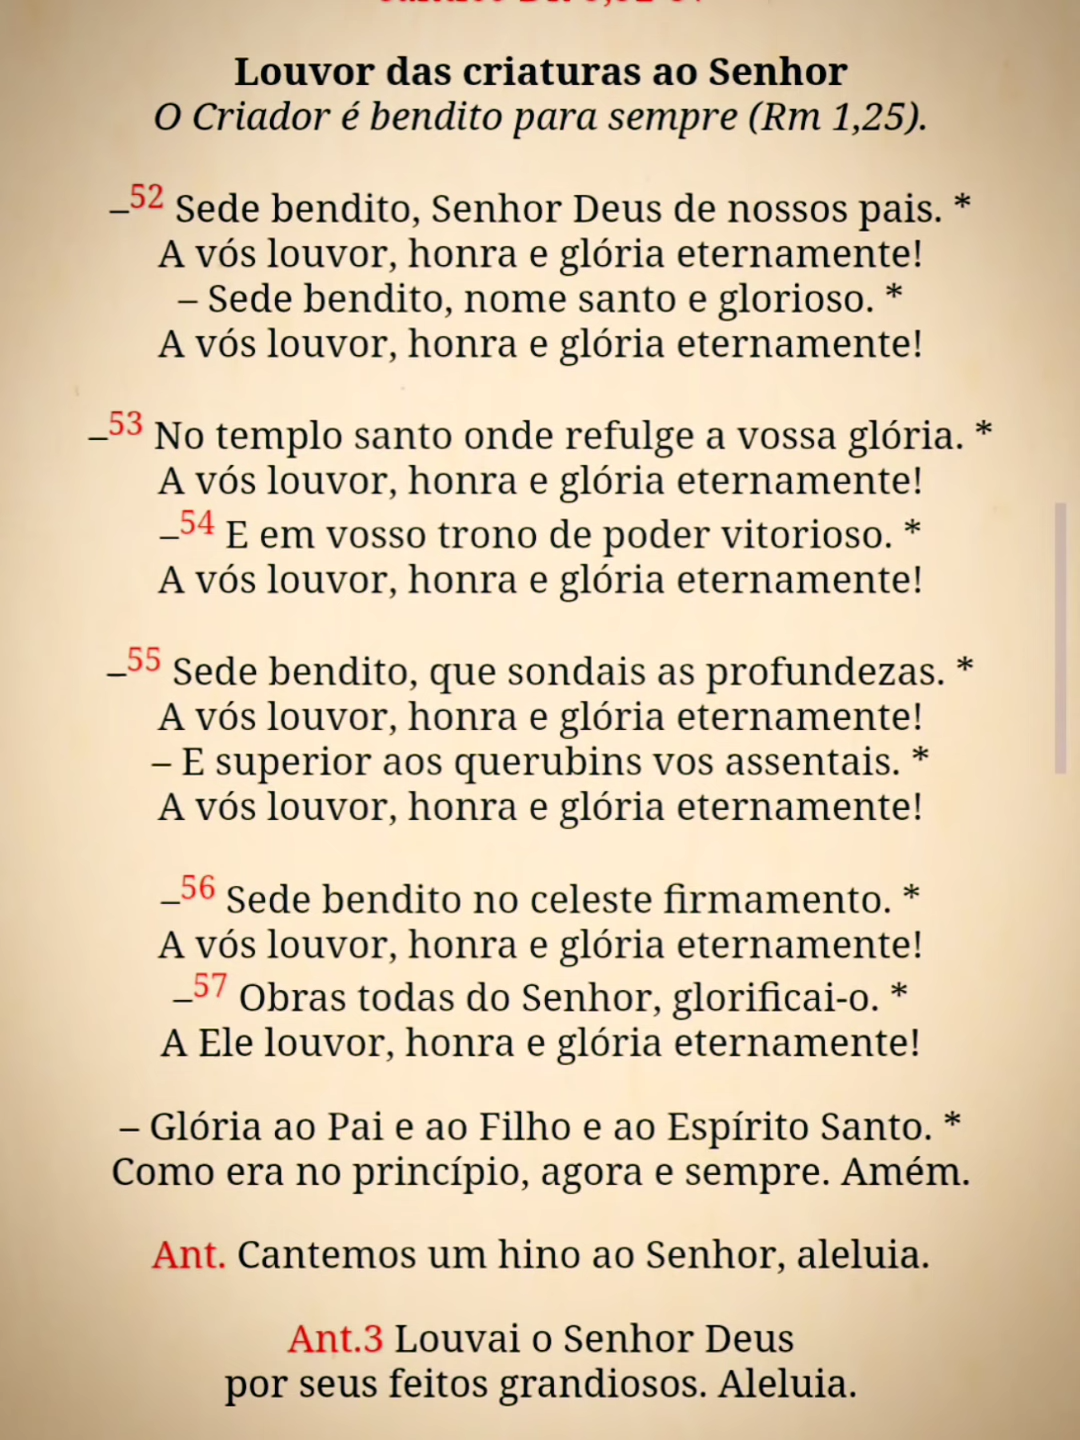 Louvor das criaturas ao Senhor
O Criador é bendito para sempre (Rm 1,25).
–52 Sede bendito, Senhor Deus de nossos pais. *
A vós louvor, honra e glória eternamente!
– Sede bendito, nome santo e glorioso. *
A vós louvor, honra e glória eternamente!
–53 No templo santo onde refulge a vossa glória. *
A vós louvor, honra e glória eternamente!
–54 E em vosso trono de poder vitorioso. *
A vós louvor, honra e glória eternamente!
–55 Sede bendito, que sondais as profundezas. *
A vós louvor, honra e glória eternamente!
– E superior aos querubins vos assentais. *
A vós louvor, honra e glória eternamente!
–56 Sede bendito no celeste firmamento. *
A vós louvor, honra e glória eternamente!
–57 Obras todas do Senhor, glorificai-o. *
A Ele louvor, honra e glória eternamente!
– Glória ao Pai e ao Filho e ao Espírito Santo. *
Como era no princípio, agora e sempre. Amém.
Ant. Cantemos um hino ao Senhor, aleluia.
Ant.3 Louvai o Senhor Deus
por seus feitos grandiosos. Aleluia.